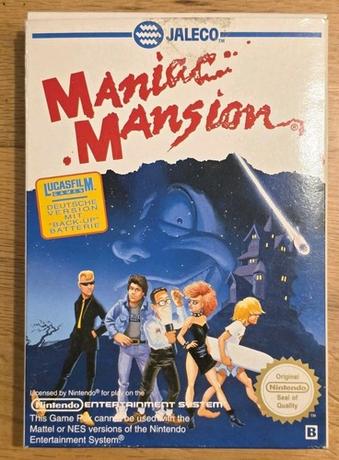 JALECO™
MANIAC
MANSION®
LUCASFILM™
GAMES
DEUTSCHE
VERSION
MIT
"BACK-UP"
BATTERIE
Licensed by Nintendo® for play on the
Nintendo ENTERTAINMENT SYSTEM
This Game Pak cannot be used with the
Mattel or NES versions of the Nintendo
Entertainment System®
Original
Nintendo
Seal of
Quality
B